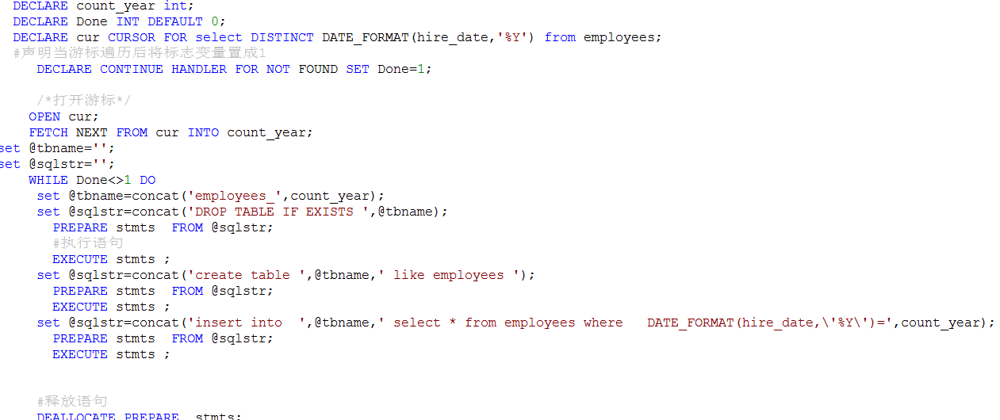 DECLARE count_year int;
DECLARE Done INT DEFAULT 0;
DECLARE cur CURSOR FOR select DISTINCT DATE_FORMAT(hire_date,'%Y') from employees;
#声明当游标遍历后将标志变量置成1
DECLARE CONTINUE HANDLER FOR NOT FOUND SET Done=1;
/*打开游标*/
OPEN cur;
FETCH NEXT FROM cur INTO count_year;
set @tbname='';
set @sqlstr='';
WHILE Done<>1 DO
set @tbname=concat('employees_',count_year);
set @sqlstr=concat('DROP TABLE IF EXISTS ',@tbname);
PREPARE stmts  FROM @sqlstr;
#执行语句
EXECUTE stmts ;
set @sqlstr=concat('create table ',@tbname,' like employees ');
PREPARE stmts  FROM @sqlstr;
EXECUTE stmts ;
set @sqlstr=concat('insert into  ',@tbname,' select * from employees where   DATE_FORMAT(hire_date,\'%Y\')=',count_year);
PREPARE stmts  FROM @sqlstr;
EXECUTE stmts ;
#释放语句
DEALLOCATE PREPARE  stmts;